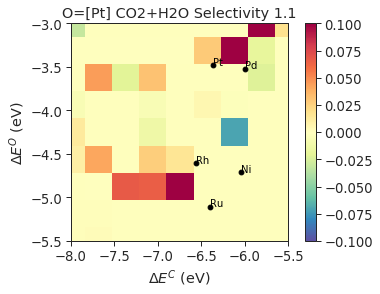 O=[Pt] CO2+H2O Selectivity 1.1
−3.0
−3.5
−4.0
−4.5
−5.0
−5.5
ΔE^O (eV)
Pt
Pd
Rh
Ni
Ru
−8.0 −7.5 −7.0 −6.5 −6.0 −5.5
ΔE^C (eV)
0.100
0.075
0.050
0.025
0.000
−0.025
−0.050
−0.075
−0.100